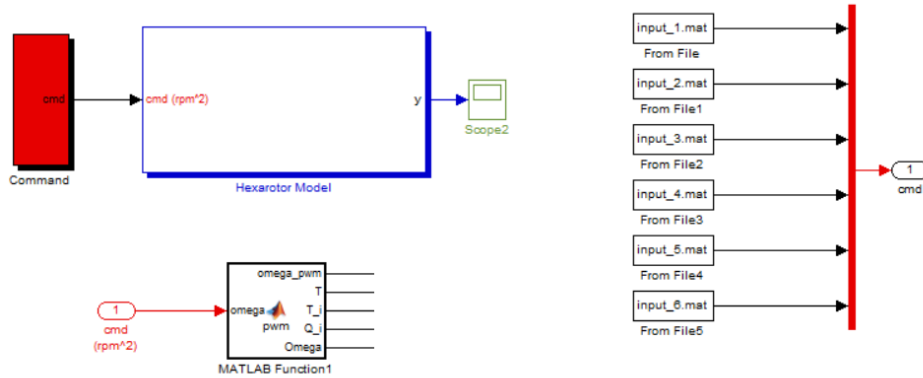 cmd
Command
cmd (rpm^2)
y
Hexarotor Model
Scope2
1
cmd
(rpm^2)
omega
pwm
omega_pwm
T
T_i
Q_i
Omega
MATLAB Function1
input_1.mat
From File
input_2.mat
From File1
input_3.mat
From File2
input_4.mat
From File3
input_5.mat
From File4
input_6.mat
From File5
1
cmd